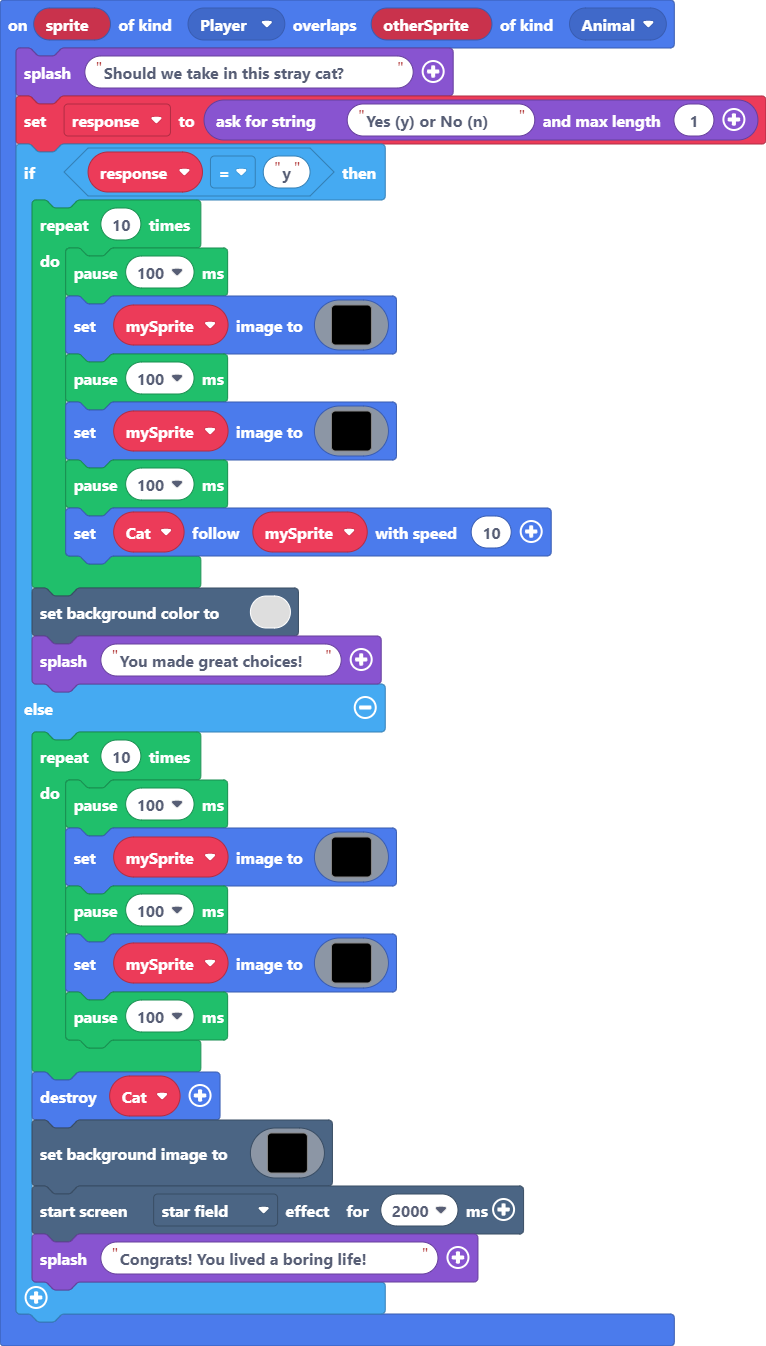 on sprite of kind Player overlaps otherSprite of kind Animal
splash "Should we take in this stray cat? "
set response to ask for string "Yes (y) or No (n) " and max length 1
if response = "y" then
repeat 10 times
do pause 100 ms
set mySprite image to
pause 100 ms
set mySprite image to
pause 100 ms
set Cat follow mySprite with speed 10
set background color to
splash "You made great choices! "
else
repeat 10 times
do pause 100 ms
set mySprite image to
pause 100 ms
set mySprite image to
pause 100 ms
destroy Cat
set background image to
start screen star field effect for 2000 ms
splash "Congrats! You lived a boring life! "